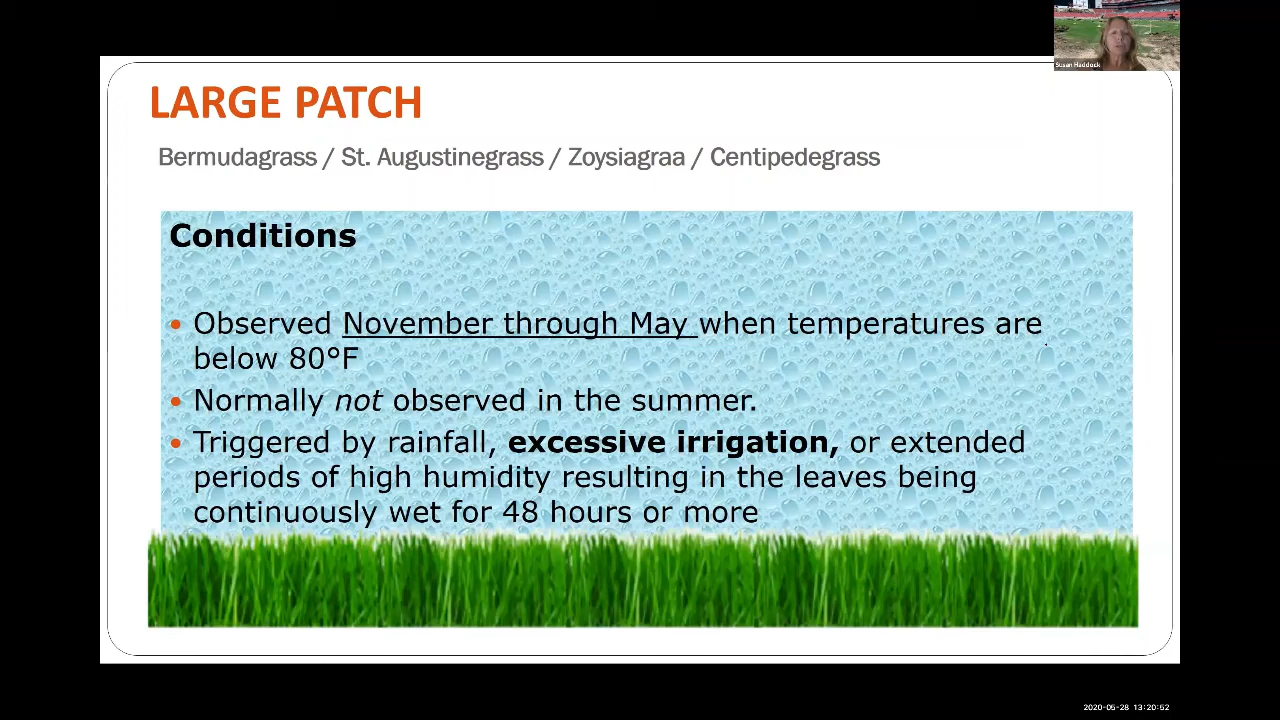 Susan Haddock
LARGE PATCH
Bermudagrass / St. Augustinegrass / Zoysiagraa / Centipedegrass
Conditions
• Observed November through May when temperatures are
below 80°F
• Normally not observed in the summer.
• Triggered by rainfall, excessive irrigation, or extended
periods of high humidity resulting in the leaves being
continuously wet for 48 hours or more
2020-05-28 13:20:52